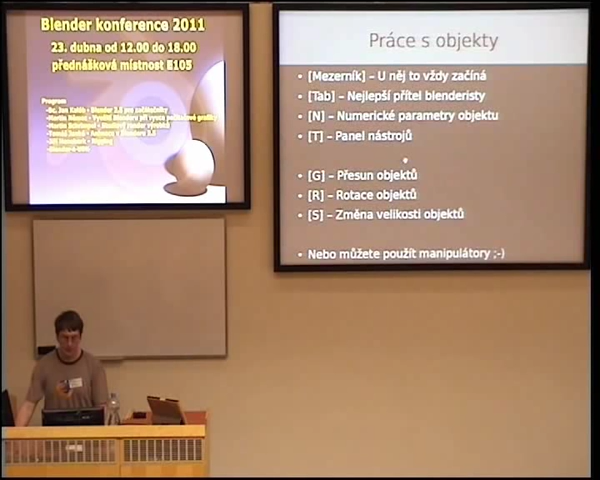 Blender konference 2011
23. dubna od 12.00 do 18.00
přednášková místnost E105
Program
Práce s objekty
[Mezerník] – U něj to vždy začíná
[Tab] – Nejlepší přítel blenderisty
[N] – Numerické parametry objektu
[T] – Panel nástrojů
[G] – Přesun objektů
[R] – Rotace objektů
[S] – Změna velikosti objektů
Nebo můžete použít manipulátory ;-)